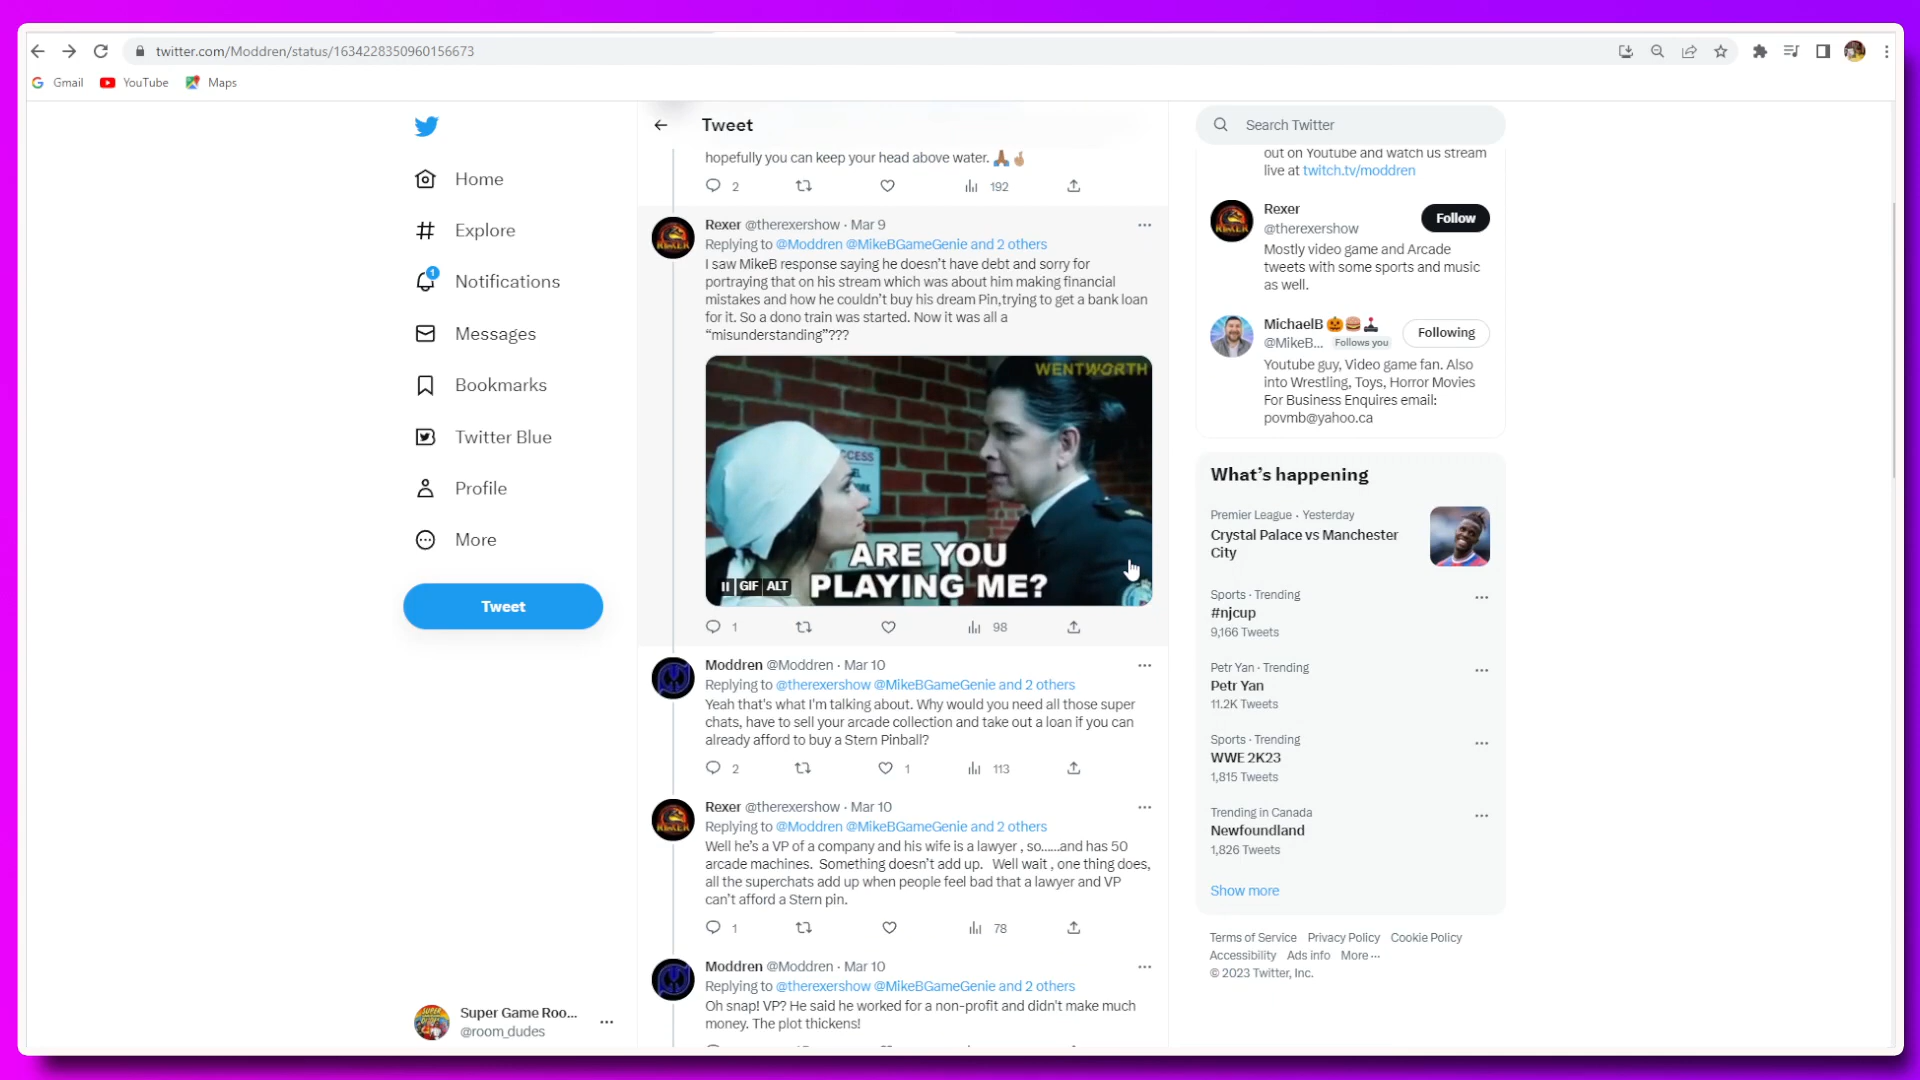 twitter.com/Moddren/status/1634228350960156673
Gmail
YouTube
Maps
Home
Explore
1
Notifications
Messages
Bookmarks
Twitter Blue
Profile
More
Tweet
Super Game Roo...
@room_dudes
Tweet
hopefully you can keep your head above water. 🙏🏾🤞🏽
2 192
Rexer @therexershow · Mar 9
Replying to @Moddren @MikeBGameGenie and 2 others
I saw MikeB response saying he doesn't have debt and sorry for
portraying that on his stream which was about him making financial
mistakes and how he couldn't buy his dream Pin,trying to get a bank loan
for it. So a dono train was started. Now it was all a
“misunderstanding”???
WENTWORTH
ACCESS
ARE YOU
PLAYING ME?
GIF ALT
1 98
Moddren @Moddren · Mar 10
Replying to @therexershow @MikeBGameGenie and 2 others
Yeah that's what I'm talking about. Why would you need all those super
chats, have to sell your arcade collection and take out a loan if you can
already afford to buy a Stern Pinball?
2 1 113
Rexer @therexershow · Mar 10
Replying to @Moddren @MikeBGameGenie and 2 others
Well he's a VP of a company and his wife is a lawyer , so......and has 50
arcade machines. Something doesn't add up. Well wait , one thing does,
all the superchats add up when people feel bad that a lawyer and VP
can't afford a Stern pin.
1 78
Moddren @Moddren · Mar 10
Replying to @therexershow @MikeBGameGenie and 2 others
Oh snap! VP? He said he worked for a non-profit and didn't make much
money. The plot thickens!
Search Twitter
out on Youtube and watch us stream
live at twitch.tv/moddren
Rexer
@therexershow
Follow
Mostly video game and Arcade
tweets with some sports and music
as well.
MichaelB 🎃🍔🕹️
@MikeB... Follows you
Following
Youtube guy, Video game fan. Also
into Wrestling, Toys, Horror Movies
For Business Enquires email:
povmb@yahoo.ca
What's happening
Premier League · Yesterday
Crystal Palace vs Manchester
City
Sports · Trending
#njcup
9,166 Tweets
Petr Yan · Trending
Petr Yan
11.2K Tweets
Sports · Trending
WWE 2K23
1,815 Tweets
Trending in Canada
Newfoundland
1,826 Tweets
Show more
Terms of Service Privacy Policy Cookie Policy
Accessibility Ads info More ...
© 2023 Twitter, Inc.